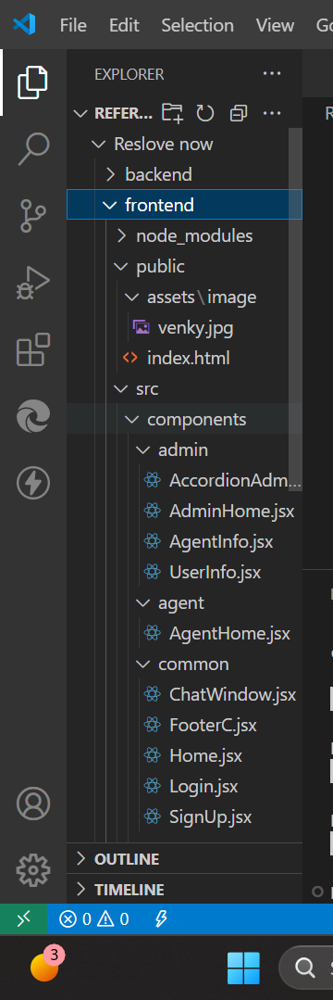 File Edit Selection View Go
EXPLORER ...
REFER... ...
Reslove now
backend
frontend
node_modules
public
assets\image
venky.jpg
<> index.html
src
components
admin
AccordionAdm...
AdminHome.jsx
AgentInfo.jsx
UserInfo.jsx
agent
AgentHome.jsx
common
ChatWindow.jsx
FooterC.jsx
Home.jsx
Login.jsx
SignUp.jsx
OUTLINE
TIMELINE
0 0
3